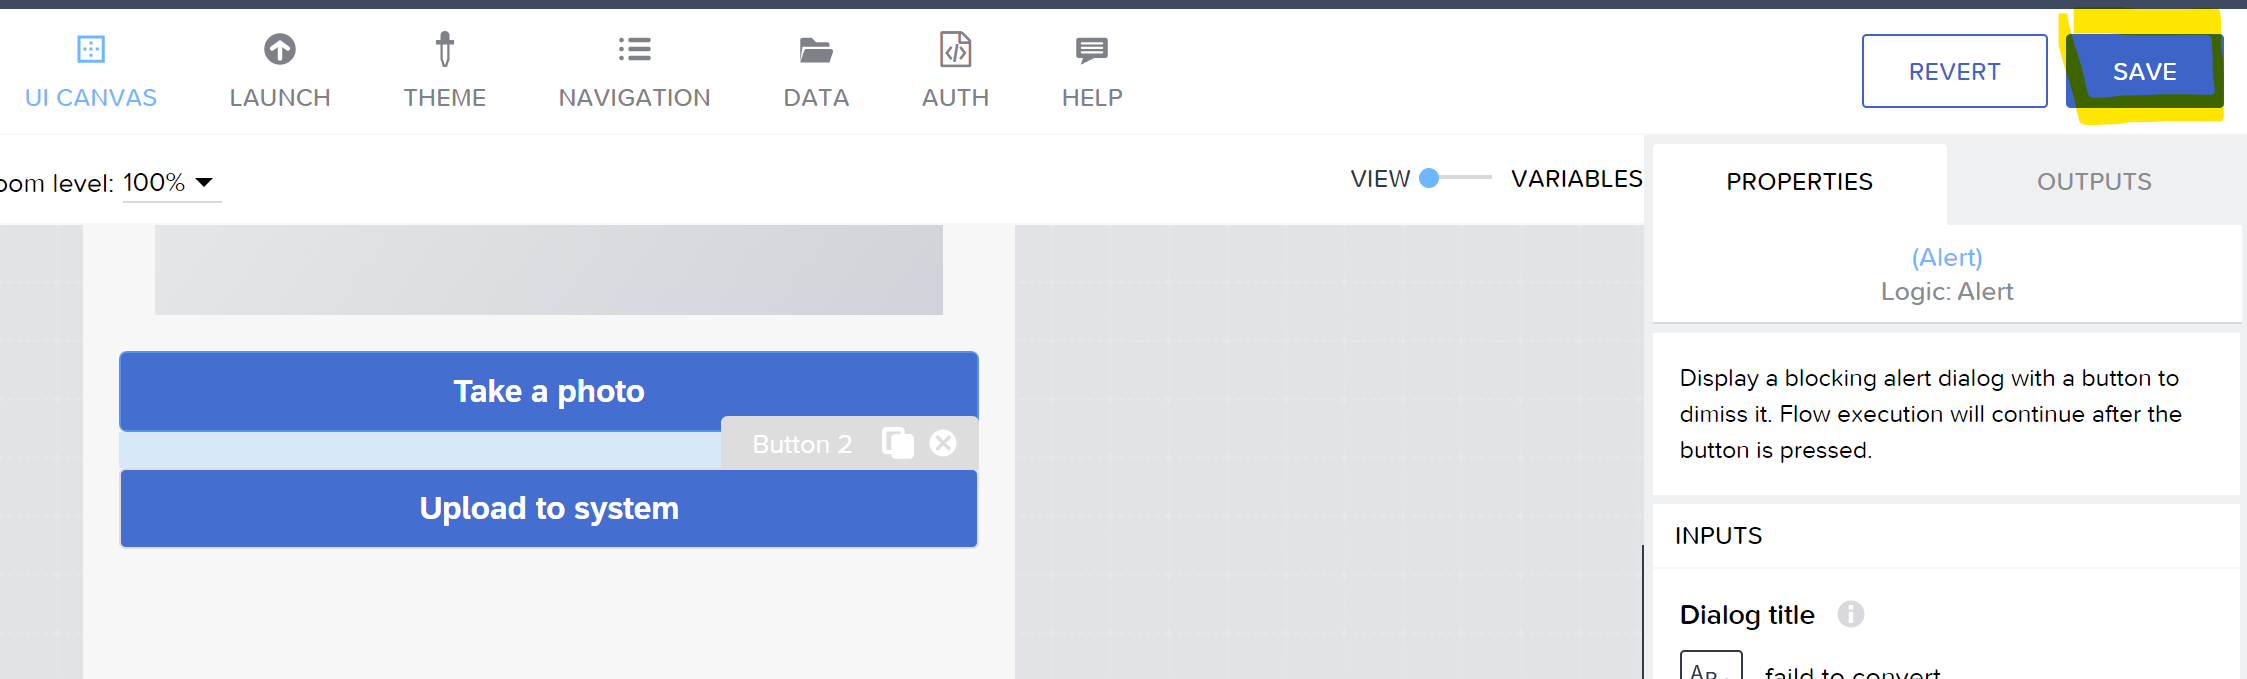 UI CANVAS LAUNCH THEME NAVIGATION DATA AUTH HELP REVERT SAVE
oom level: 100% VIEW VARIABLES PROPERTIES OUTPUTS
(Alert)
Logic: Alert
Display a blocking alert dialog with a button to
dimiss it. Flow execution will continue after the
button is pressed.
Take a photo
Button 2
Upload to system
INPUTS
Dialog title
faild to convert